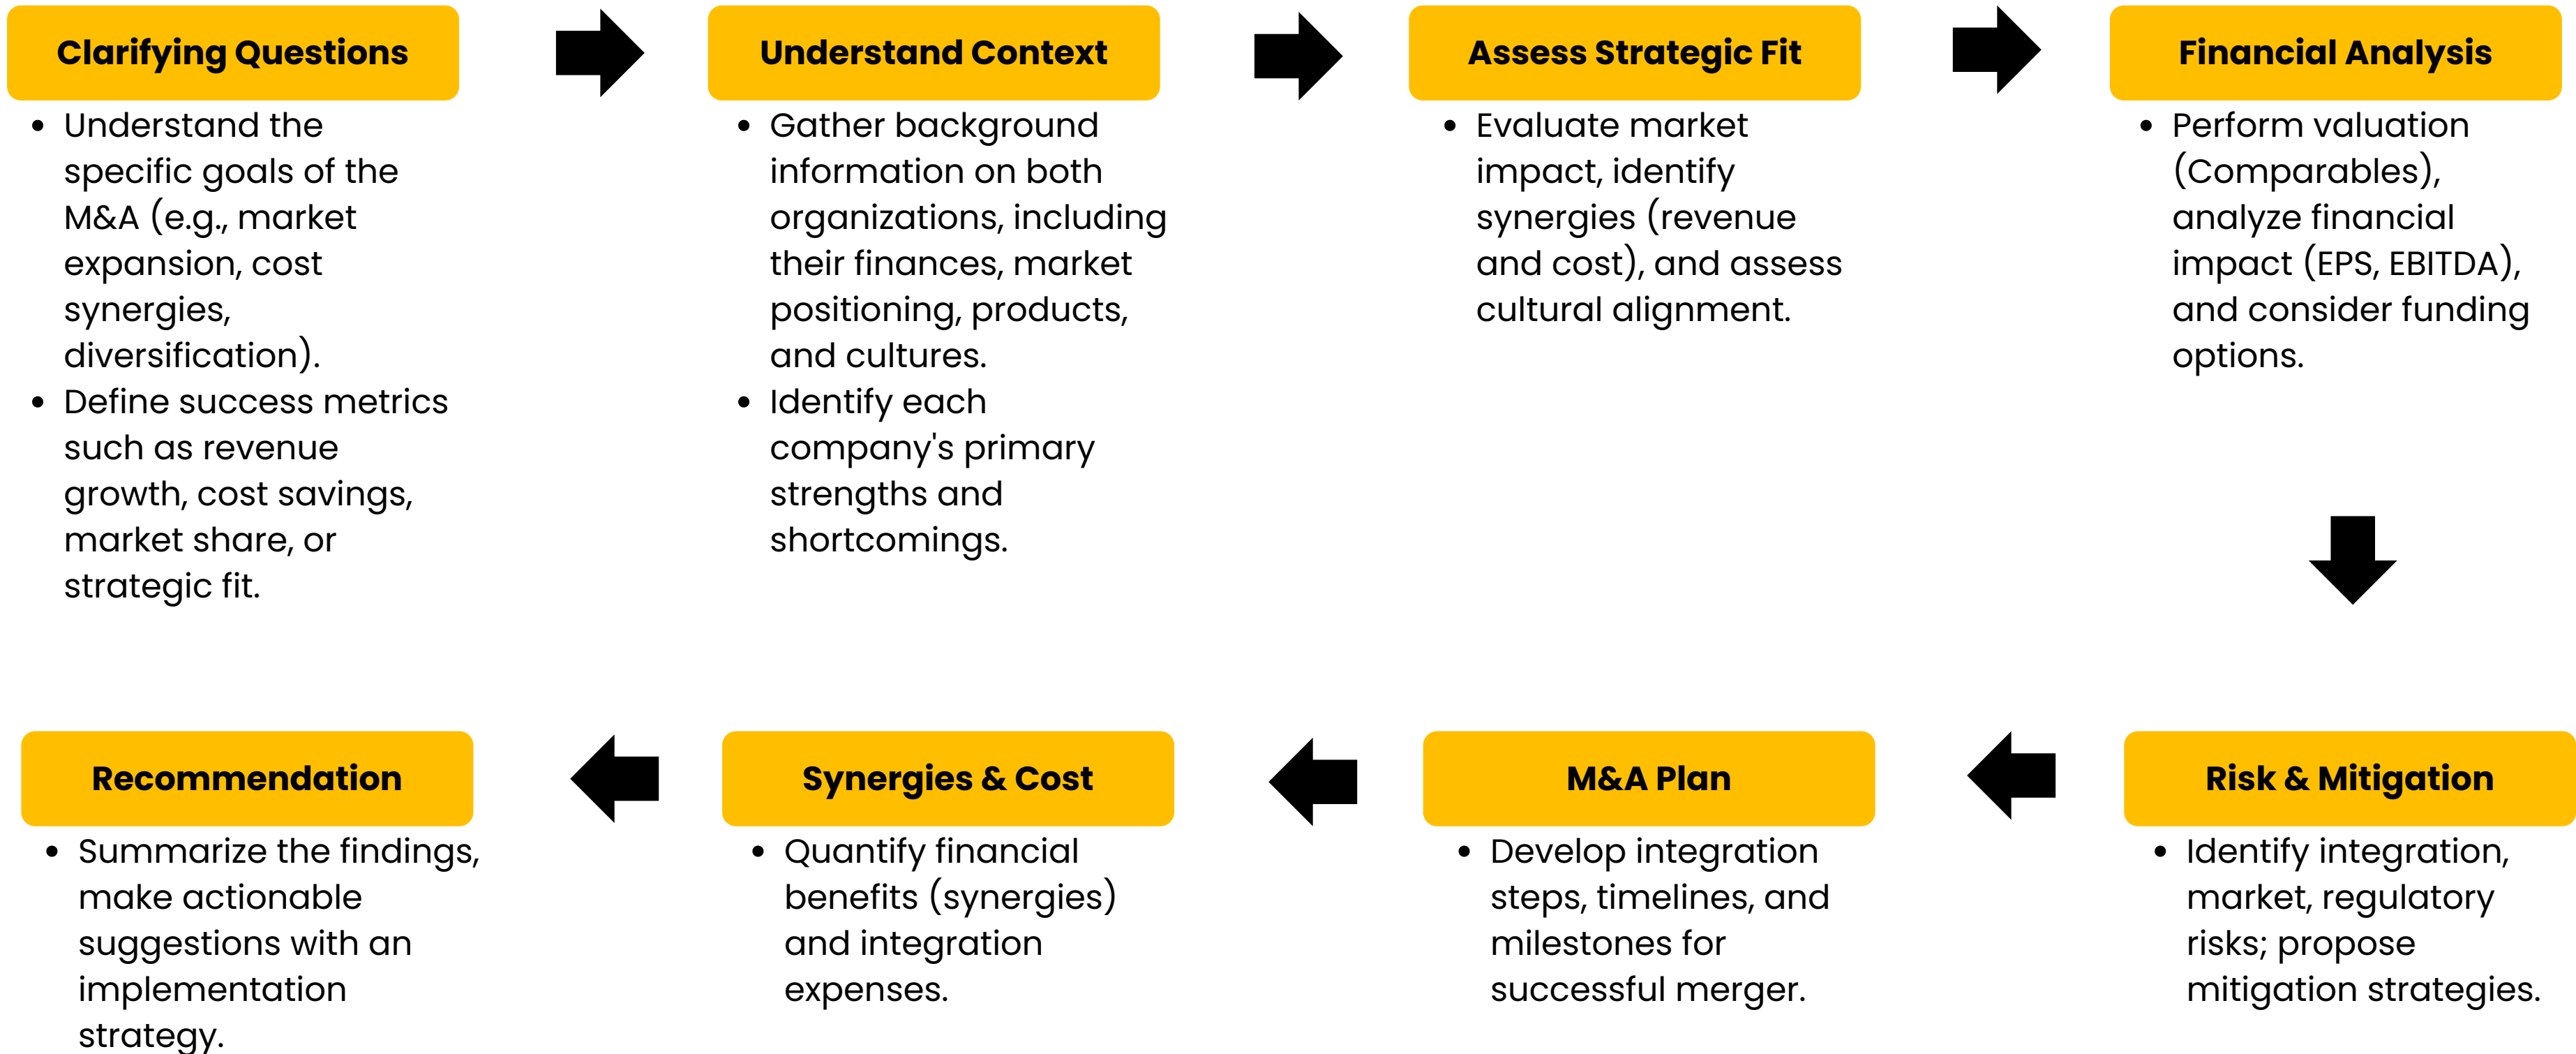 Clarifying Questions
• Understand the
specific goals of the
M&A (e.g., market
expansion, cost
synergies,
diversification).
• Define success metrics
such as revenue
growth, cost savings,
market share, or
strategic fit.
Understand Context
• Gather background
information on both
organizations, including
their finances, market
positioning, products,
and cultures.
• Identify each
company's primary
strengths and
shortcomings.
Assess Strategic Fit
• Evaluate market
impact, identify
synergies (revenue
and cost), and assess
cultural alignment.
Financial Analysis
• Perform valuation
(Comparables),
analyze financial
impact (EPS, EBITDA),
and consider funding
options.
Risk & Mitigation
• Identify integration,
market, regulatory
risks; propose
mitigation strategies.
M&A Plan
• Develop integration
steps, timelines, and
milestones for
successful merger.
Synergies & Cost
• Quantify financial
benefits (synergies)
and integration
expenses.
Recommendation
• Summarize the findings,
make actionable
suggestions with an
implementation
strategy.